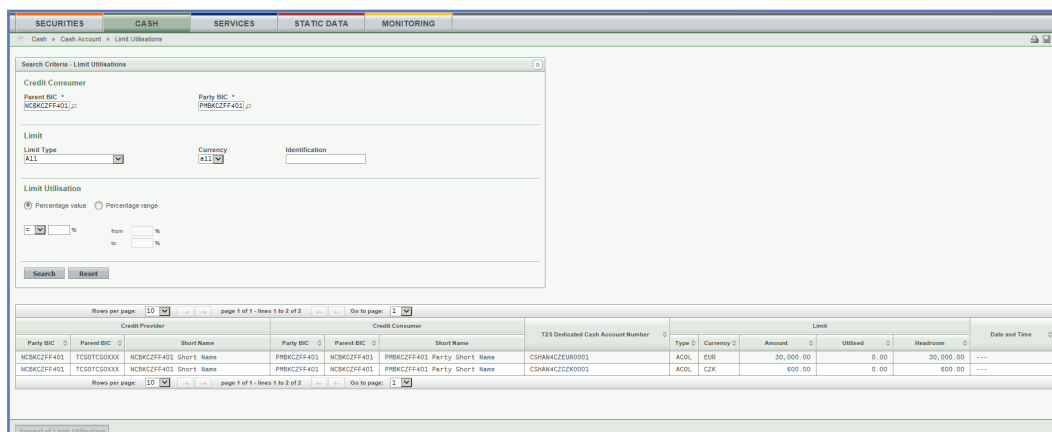 SECURITIES CASH SERVICES STATIC DATA MONITORING
Cash > Cash Account > Limit Utilisations
Search Criteria - Limit Utilisations
Credit Consumer
Parent BIC * Party BIC *
NCBKCZFF401 PMBKCZFF401
Limit
Limit Type Currency Identification
All all
Limit Utilisation
Percentage value Percentage range
= % from %
to %
Search Reset
Rows per page: 10 page 1 of 1 - lines 1 to 2 of 2 Go to page: 1
Credit Provider Credit Consumer T2S Dedicated Cash Account Number Limit Date and Time
Party BIC Parent BIC Short Name Party BIC Parent BIC Short Name Type Currency Amount Utilised Headroom
NCBKCZFF401 TCSOTCSOXXX NCBKCZFF401 Short Name PMBKCZFF401 NCBKCZFF401 PMBKCZFF401 Party Short Name CSHAN4CZEUR0001 ACOL EUR 30,000.00 0.00 30,000.00 ---
NCBKCZFF401 TCSOTCSOXXX NCBKCZFF401 Short Name PMBKCZFF401 NCBKCZFF401 PMBKCZFF401 Party Short Name CSHAN4CZCZK0001 ACOL CZK 600.00 0.00 600.00 ---
Rows per page: 10 page 1 of 1 - lines 1 to 2 of 2 Go to page: 1
Journal of Limit Utilisation